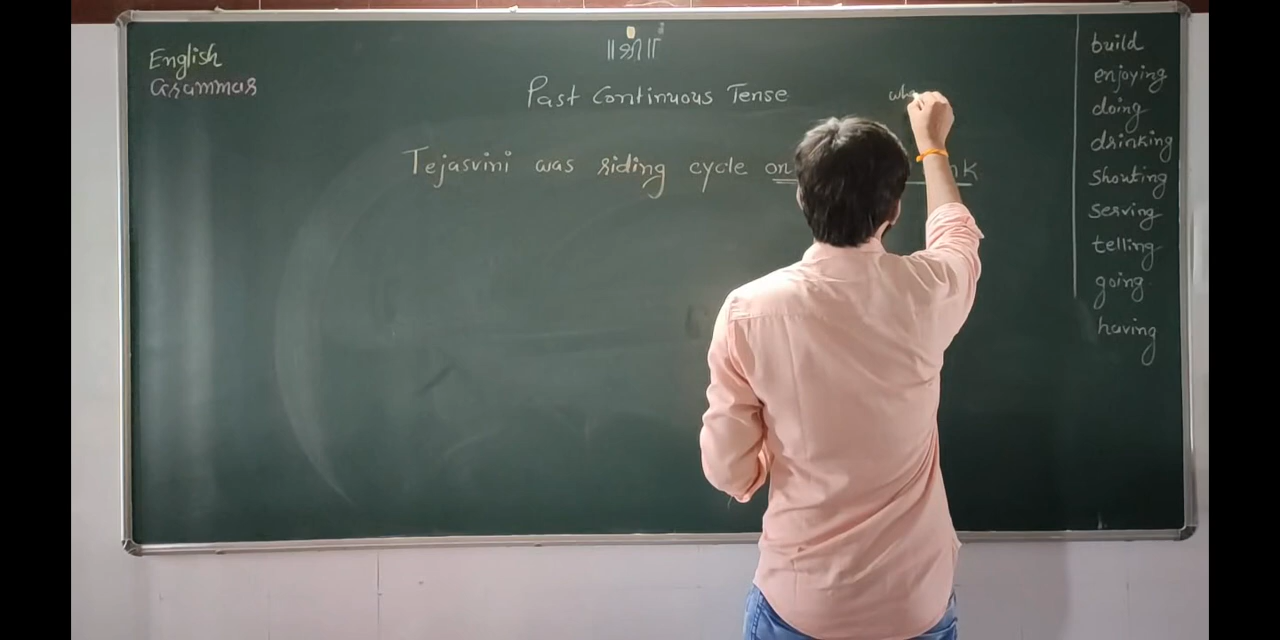 English
Grammar
॥श्री॥
Past Continuous Tense
Tejasvini was riding cycle on
build
enjoying
doing
drinking
shouting
serving
telling
going
having